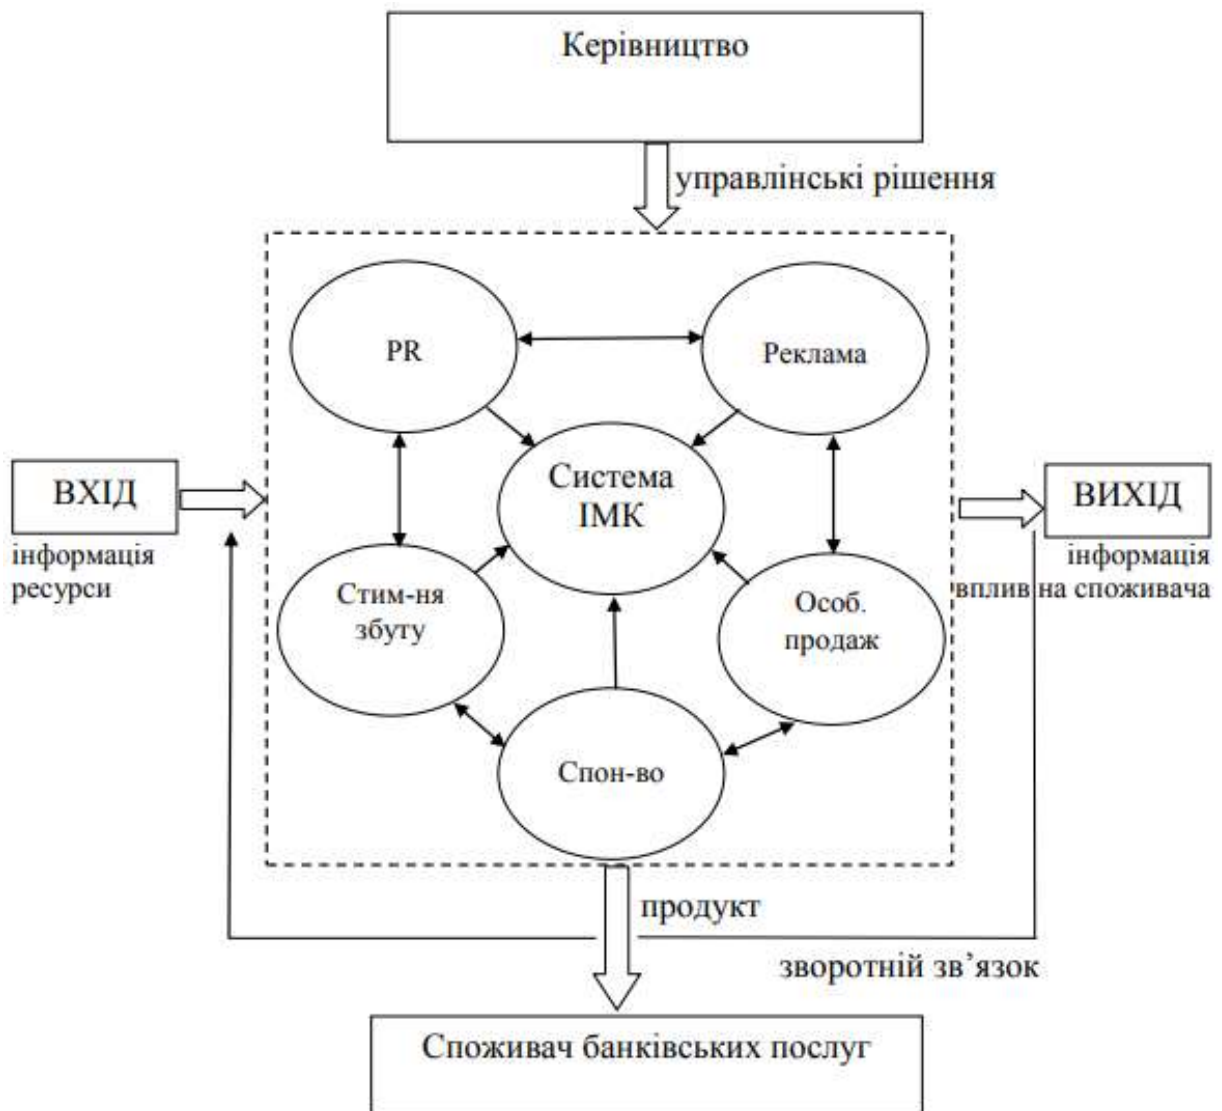 Керівництво
управлінські рішення
PR
Реклама
Система
ІМК
ВХІД
інформація
ресурси
ВИХІД
інформація
вплив на споживача
Стим-ня
збуту
Особ.
продаж
Спон-во
продукт
зворотній зв’язок
Споживач банківських послуг